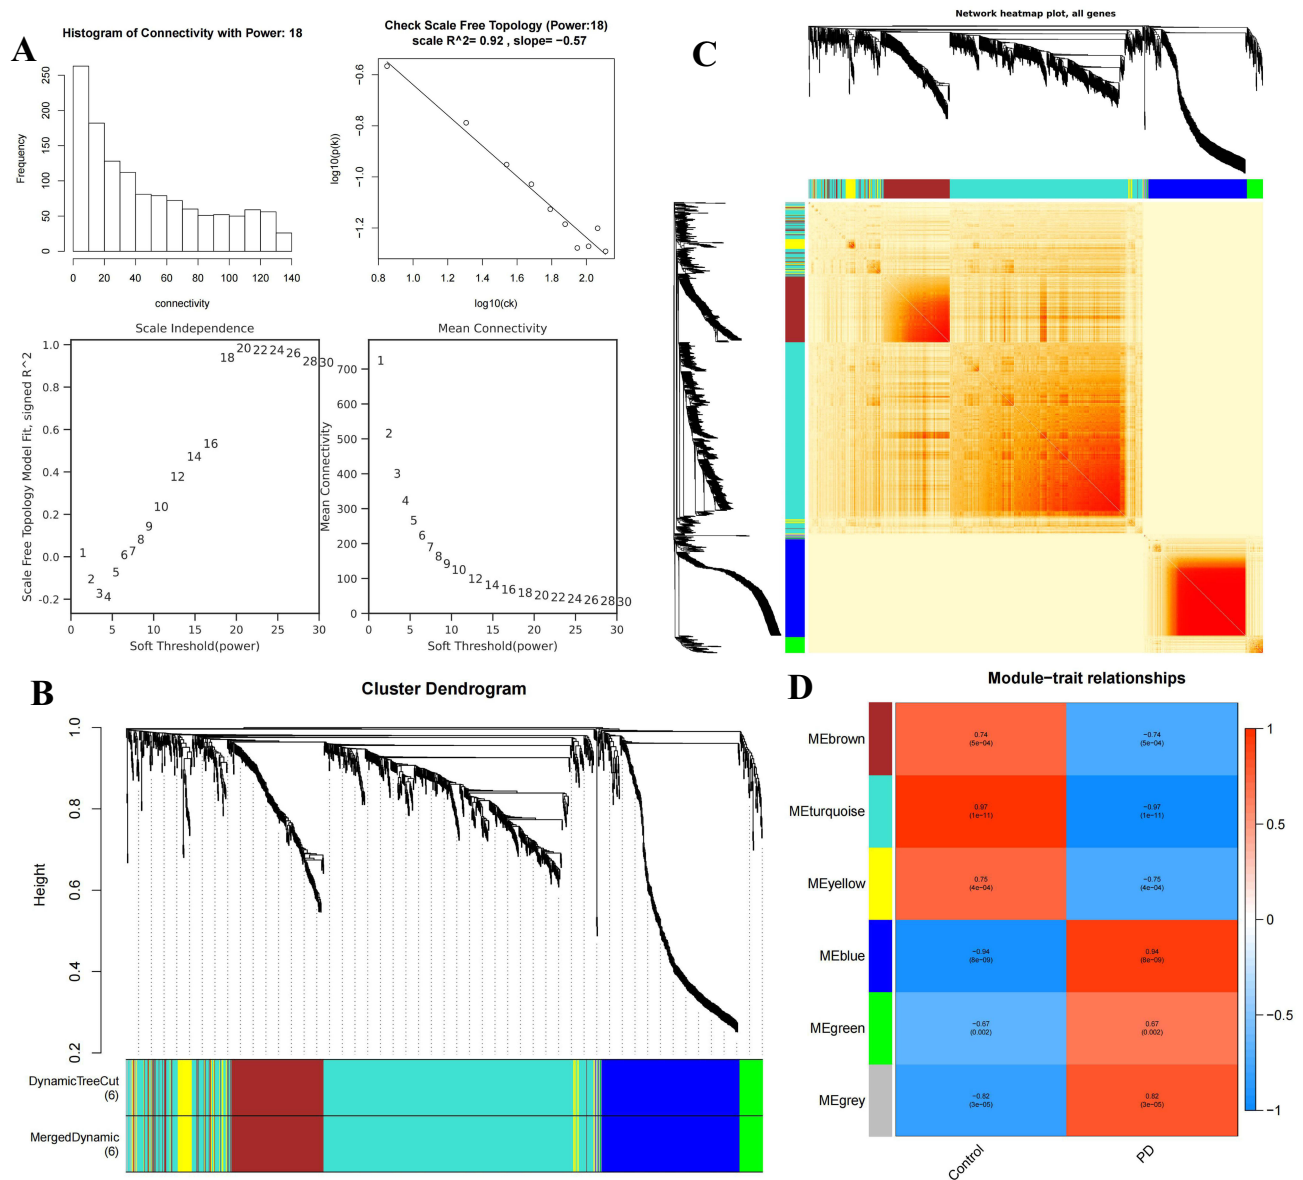 A
Histogram of Connectivity with Power: 18
Frequency
250
200
150
100
50
0
0 20 40 60 80 100 120 140
connectivity
Check Scale Free Topology (Power:18)
scale R^2= 0.92 , slope= −0.57
log10(p(k))
−0.6
−0.8
−1.0
−1.2
0.8 1.0 1.2 1.4 1.6 1.8 2.0
log10(ck)
Scale Independence
Scale Free Topology Model Fit, signed R^2
1.0
0.8
0.6
0.4
0.2
0.0
-0.2
1 2 3 4 5 6 7 8 9 10 12 14 16 18 20 22 24 26 28 30
0 5 10 15 20 25 30
Soft Threshold(power)
Mean Connectivity
Mean Connectivity
700
600
500
400
300
200
100
0
1 2 3 4 5 6 7 8 9 10 12 14 16 18 20 22 24 26 28 30
0 5 10 15 20 25 30
Soft Threshold(power)
C
Network heatmap plot, all genes
B
Cluster Dendrogram
Height
1.0
0.8
0.6
0.4
0.2
DynamicTreeCut
(6)
MergedDynamic
(6)
D
Module−trait relationships
MEbrown
0.74
(5e−04)
−0.74
(5e−04)
MEturquoise
0.97
(1e−11)
−0.97
(1e−11)
MEyellow
0.75
(4e−04)
−0.75
(4e−04)
MEblue
−0.94
(8e−09)
0.94
(8e−09)
MEgreen
−0.67
(0.002)
0.67
(0.002)
MEgrey
−0.82
(3e−05)
0.82
(3e−05)
Control
PD
1
0.5
0
−0.5
−1